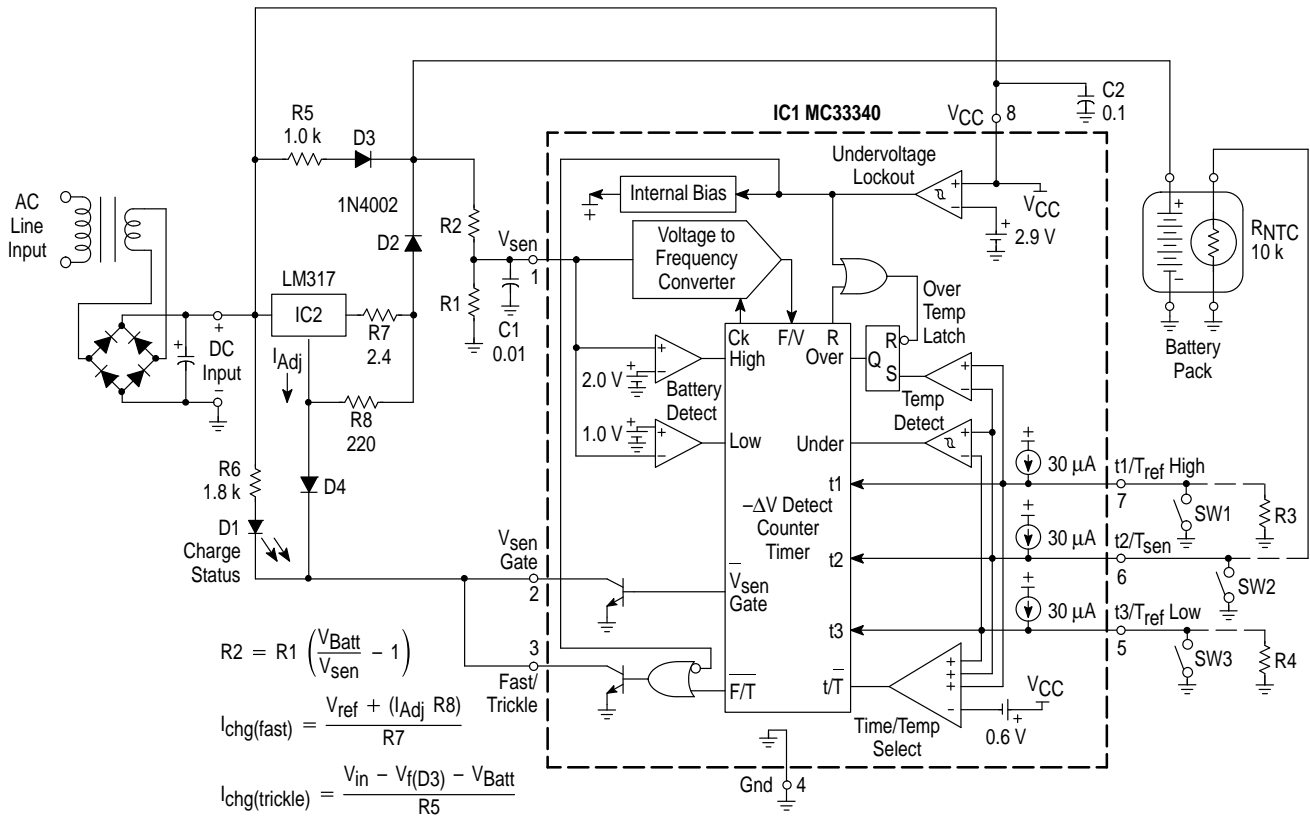 IC1 MC33340
VCC
8
C2
0.1
R5
1.0 k
D3
Undervoltage
Lockout
AC
Line
Input
1N4002
D2
R2
R1
Vsen
1
C1
0.01
Internal Bias
Voltage to
Frequency
Converter
+
−
VCC
2.9 V
+
RNTC
10 k
+
−
Battery
Pack
LM317
IC2
R7
2.4
IAdj
R8
220
+
+
DC
Input
−
Over
Temp
Latch
Ck
F/V
R
High
Over
Q
R
S
+
−
2.0 V
Battery
Detect
+
−
1.0 V
Low
Temp
Detect
+
−
Under
+
−
R6
1.8 k
D1
Charge
Status
D4
t1
−ΔV Detect
Counter
Timer
t2
t3
+
30 μA
t1/Tref High
7
SW1
R3
+
30 μA
t2/Tsen
6
SW2
+
30 μA
t3/Tref Low
5
SW3
R4
Vsen
Gate
2
V̅sen
Gate
3
Fast/
Trickle
F/T̅
t/T̅
+
+
+
−
VCC
0.6 V
+
Time/Temp
Select
Gnd
4
R2 = R1 (VBatt/Vsen − 1)
Ichg(fast) = Vref + (IAdj R8)/R7
Ichg(trickle) = Vin − Vf(D3) − VBatt/R5